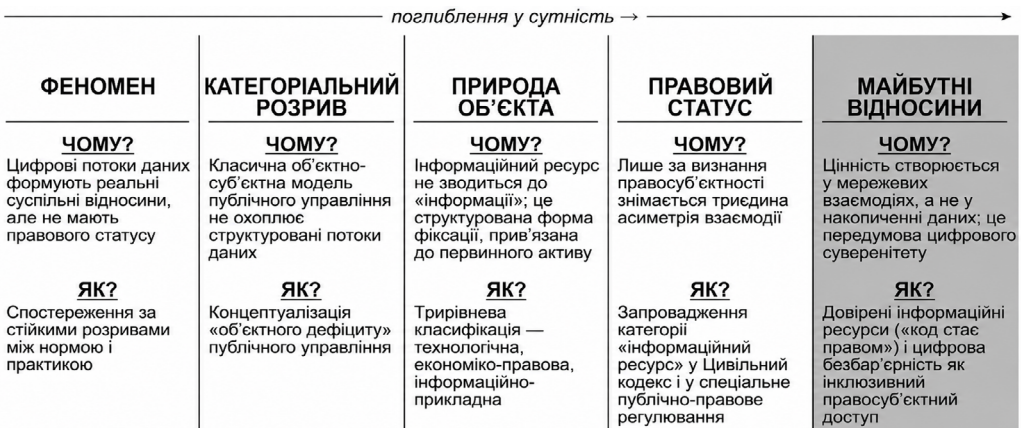 поглиблення у сутність →
ФЕНОМЕН
ЧОМУ?
Цифрові потоки даних
формують реальні
суспільні відносини,
але не мають
правового статусу
ЯК?
Спостереження за
стійкими розривами
між нормою і
практикою
КАТЕГОРІАЛЬНИЙ
РОЗРИВ
ЧОМУ?
Класична об’єктно-
суб’єктна модель
публічного управління
не охоплює
структуровані потоки
даних
ЯК?
Концептуалізація
«об’єктного дефіциту»
публічного управління
ПРИРОДА
ОБ’ЄКТА
ЧОМУ?
Інформаційний ресурс
не зводиться до
«інформації»; це
структурована форма
фіксації, прив’язана
до первинного активу
ЯК?
Трирівнева
класифікація —
технологічна,
економіко-правова,
інформаційно-
прикладна
ПРАВОВИЙ
СТАТУС
ЧОМУ?
Лише за визнання
правосуб’єктності
знімається триєдина
асиметрія взаємодії
ЯК?
Запровадження
категорії
«інформаційний
ресурс» у Цивільний
кодекс і у спеціальне
публічно-правове
регулювання
МАЙБУТНІ
ВІДНОСИНИ
ЧОМУ?
Цінність створюється
у мережевих
взаємодіях, а не у
накопиченні даних; це
передумова цифрового
суверенітету
ЯК?
Довірені інформаційні
ресурси («код стає
правом») і цифрова
безбар’єрність як
інклюзивний
правосуб’єктний
доступ